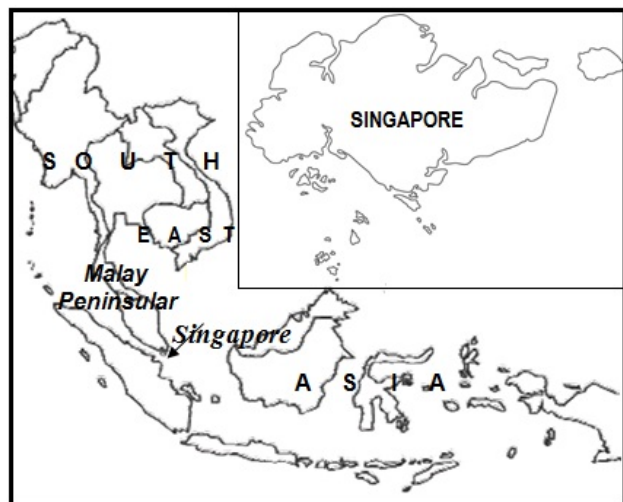 SINGAPORE
S O U T H
E A S T
Malay
Peninsular
Singapore
A S I A